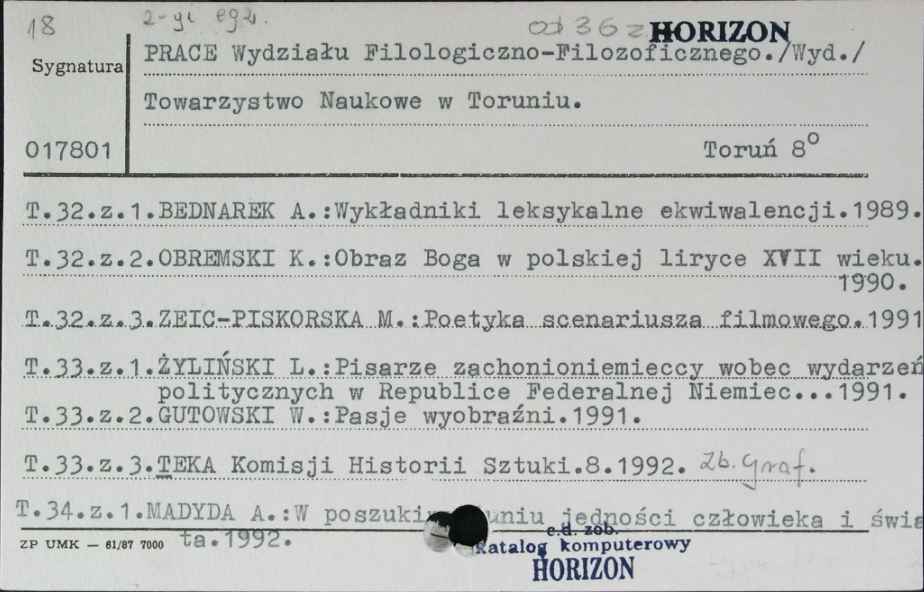 18 2-gi egz. od 36 z HORIZON
PRACE Wydziału Filologiczno-Filozoficznego./Wyd./
Sygnatura
Towarzystwo Naukowe w Toruniu.
017801 Toruń 8⁰
T.32.z.1.BEDNAREK A.:Wykładniki leksykalne ekwiwalencji.1989.
T.32.z.2.OBREMSKI K.:Obraz Boga w polskiej liryce XVII wieku.
1990.
T.32.z.3.ZEIC-PISKORSKA M.:Poetyka scenariusza filmowego.1991
T.33.z.1.ŻYLIŃSKI L.:Pisarze zachonioniemieccy wobec wydarzeń
politycznych w Republice Federalnej Niemiec...1991.
T.33.z.2.GUTOWSKI W.:Pasje wyobraźni.1991.
T.33.z.3.TEKA Komisji Historii Sztuki.8.1992. Zb. Graf.
T.34.z.1.MADYDA A.:W poszuki uniu jedności człowieka i świa
c.d. zob.
ZP UMK — 61/87 7000 ta.1992.
katalog komputerowy
HORIZON